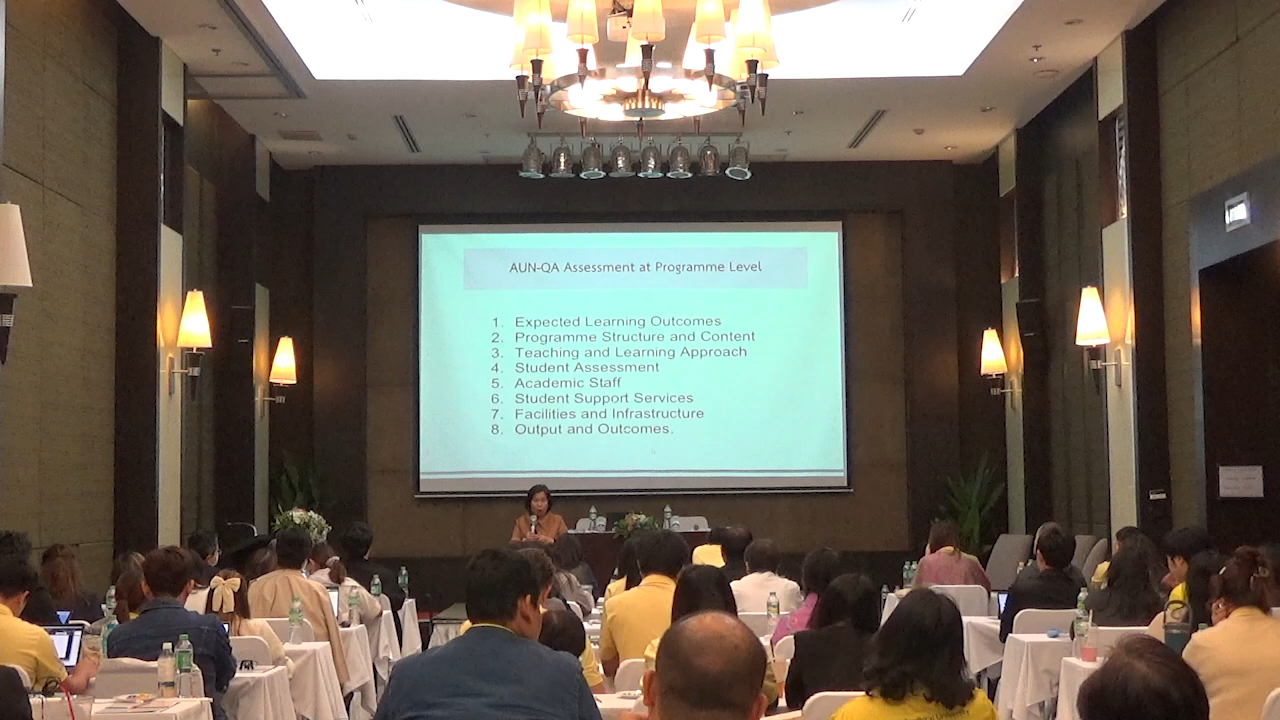 AUN-QA Assessment at Programme Level
1. Expected Learning Outcomes
2. Programme Structure and Content
3. Teaching and Learning Approach
4. Student Assessment
5. Academic Staff
6. Student Support Services
7. Facilities and Infrastructure
8. Output and Outcomes.